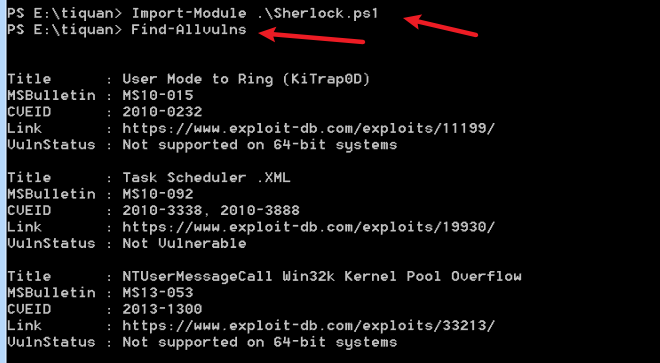 PS E:\tiquan> Import-Module .\Sherlock.ps1
PS E:\tiquan> Find-Allvulns
Title : User Mode to Ring (KiTrap0D)
MSBulletin : MS10-015
CVEID : 2010-0232
Link : https://www.exploit-db.com/exploits/11199/
VulnStatus : Not supported on 64-bit systems
Title : Task Scheduler .XML
MSBulletin : MS10-092
CVEID : 2010-3338, 2010-3888
Link : https://www.exploit-db.com/exploits/19930/
VulnStatus : Not Vulnerable
Title : NTUserMessageCall Win32k Kernel Pool Overflow
MSBulletin : MS13-053
CVEID : 2013-1300
Link : https://www.exploit-db.com/exploits/33213/
VulnStatus : Not supported on 64-bit systems